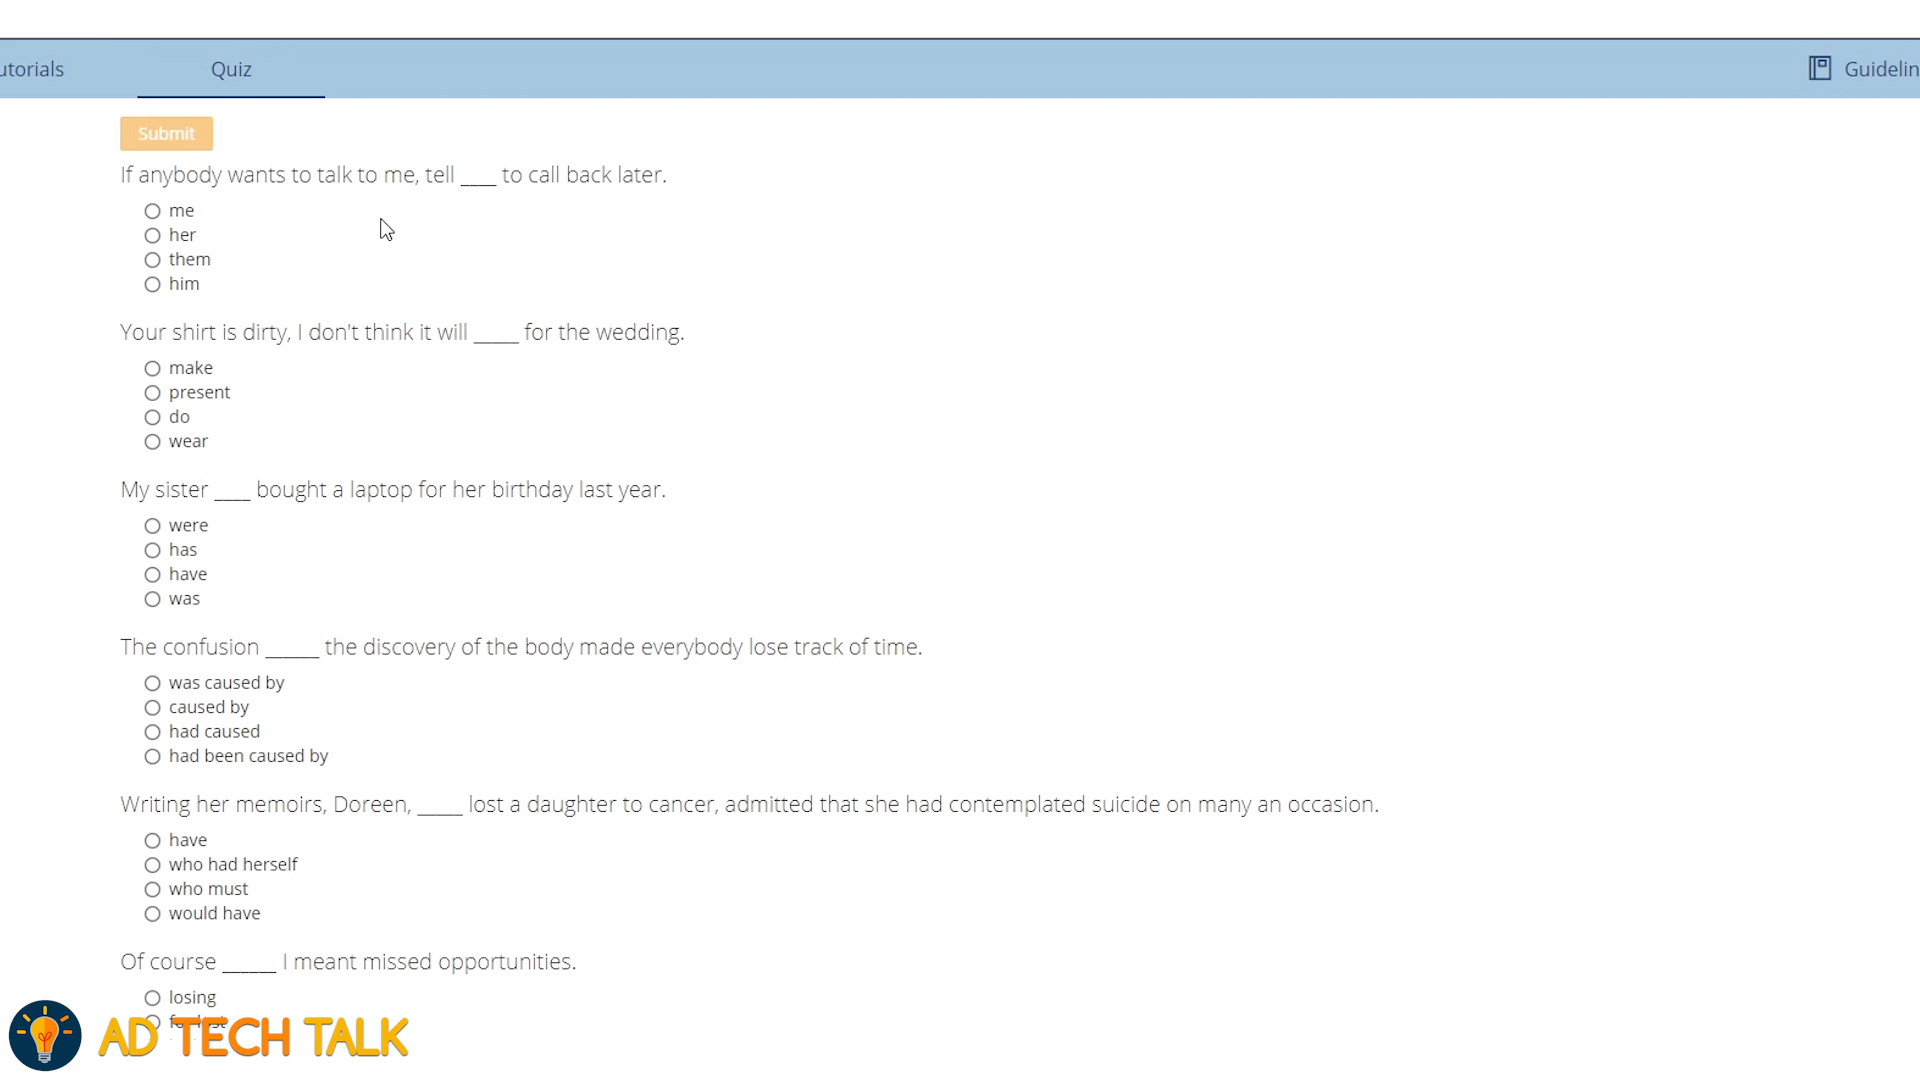 utorials
Quiz
Guidelin
Submit
If anybody wants to talk to me, tell ____ to call back later.
me
her
them
him
Your shirt is dirty, I don't think it will _____ for the wedding.
make
present
do
wear
My sister ____ bought a laptop for her birthday last year.
were
has
have
was
The confusion ______ the discovery of the body made everybody lose track of time.
was caused by
caused by
had caused
had been caused by
Writing her memoirs, Doreen, _____ lost a daughter to cancer, admitted that she had contemplated suicide on many an occasion.
have
who had herself
who must
would have
Of course ______ I meant missed opportunities.
losing
AD TECH TALK